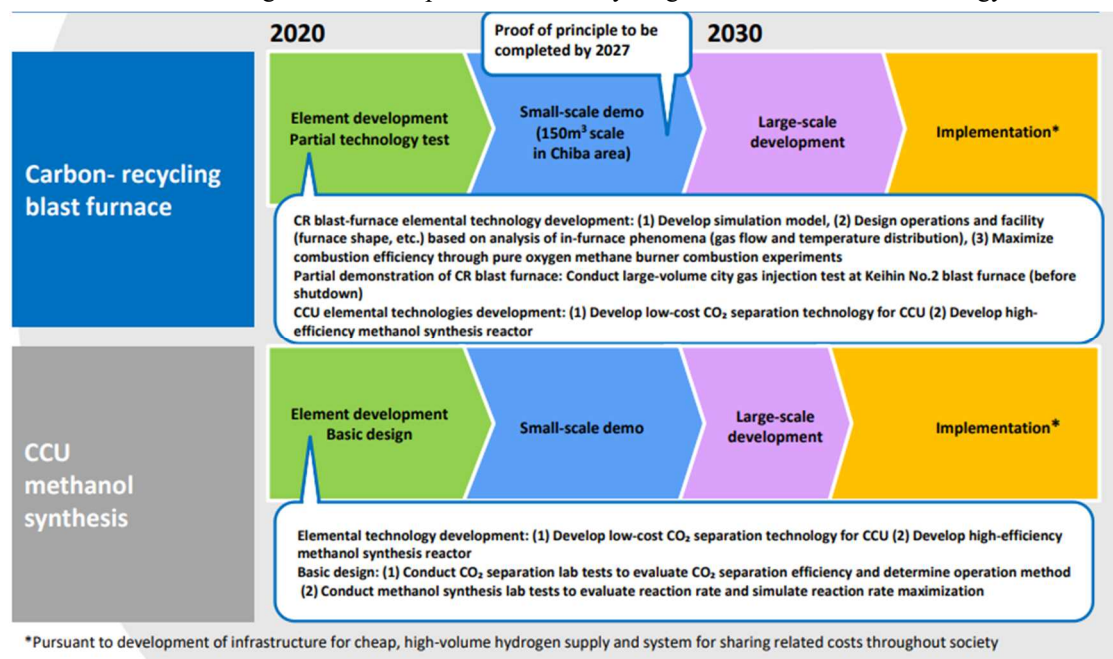 2020
Proof of principle to be
completed by 2027
2030
Carbon- recycling
blast furnace
Element development
Partial technology test
Small-scale demo
(150m³ scale
in Chiba area)
Large-scale
development
Implementation*
CR blast-furnace elemental technology development: (1) Develop simulation model, (2) Design operations and facility
(furnace shape, etc.) based on analysis of in-furnace phenomena (gas flow and temperature distribution), (3) Maximize
combustion efficiency through pure oxygen methane burner combustion experiments
Partial demonstration of CR blast furnace: Conduct large-volume city gas injection test at Keihin No.2 blast furnace (before
shutdown)
CCU elemental technologies development: (1) Develop low-cost CO₂ separation technology for CCU (2) Develop high-
efficiency methanol synthesis reactor
CCU
methanol
synthesis
Element development
Basic design
Small-scale demo
Large-scale
development
Implementation*
Elemental technology development: (1) Develop low-cost CO₂ separation technology for CCU (2) Develop high-efficiency
methanol synthesis reactor
Basic design: (1) Conduct CO₂ separation lab tests to evaluate CO₂ separation efficiency and determine operation method
(2) Conduct methanol synthesis lab tests to evaluate reaction rate and simulate reaction rate maximization
*Pursuant to development of infrastructure for cheap, high-volume hydrogen supply and system for sharing related costs throughout society